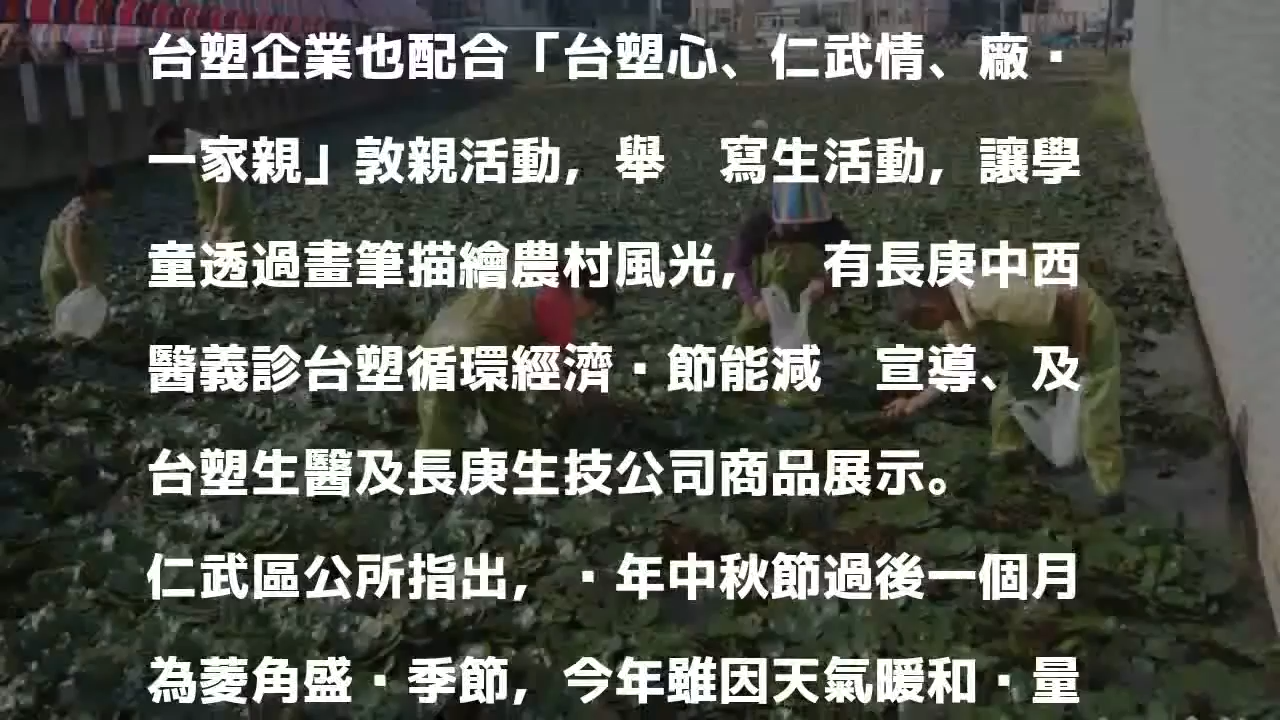 台塑企業也配合「台塑心、仁武情、廠·
一家親」敦親活動，舉　寫生活動，讓學
童透過畫筆描繪農村風光，　有長庚中西
醫義診台塑循環經濟·節能減　宣導、及
台塑生醫及長庚生技公司商品展示。
仁武區公所指出，·年中秋節過後一個月
為菱角盛·季節，今年雖因天氣暖和·量